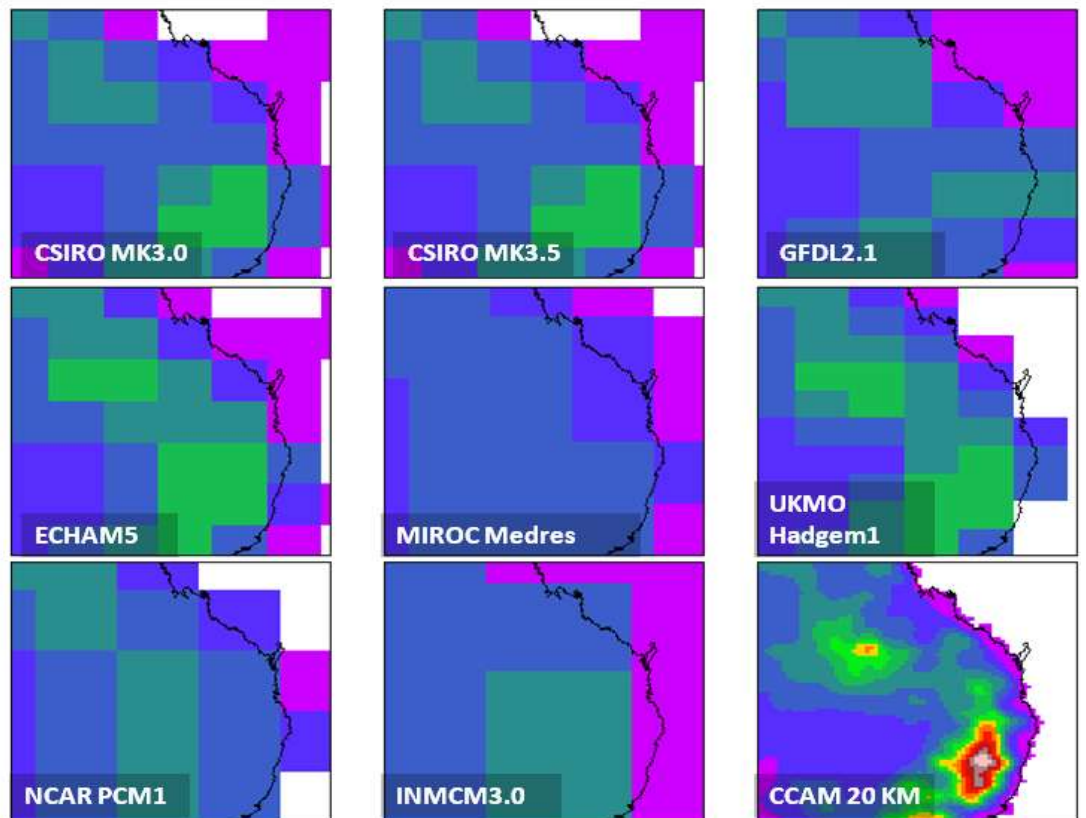 CSIRO MK3.0
CSIRO MK3.5
GFDL2.1
ECHAM5
MIROC Medres
UKMO
Hadgem1
NCAR PCM1
INMCM3.0
CCAM 20 KM